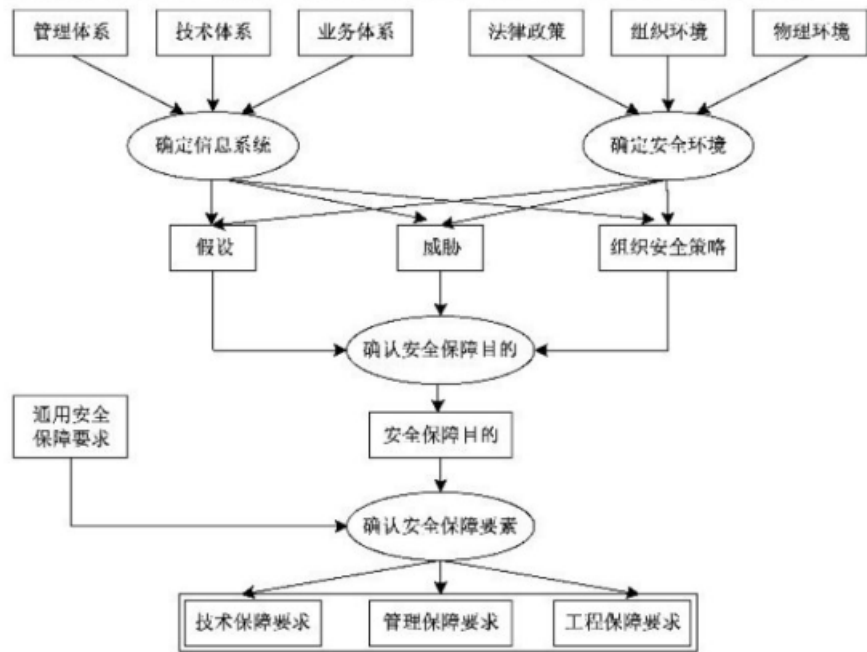 管理体系
技术体系
业务体系
法律政策
组织环境
物理环境
确定信息系统
确定安全环境
假设
威胁
组织安全策略
确认安全保障目的
通用安全
保障要求
安全保障目的
确认安全保障要素
技术保障要求
管理保障要求
工程保障要求